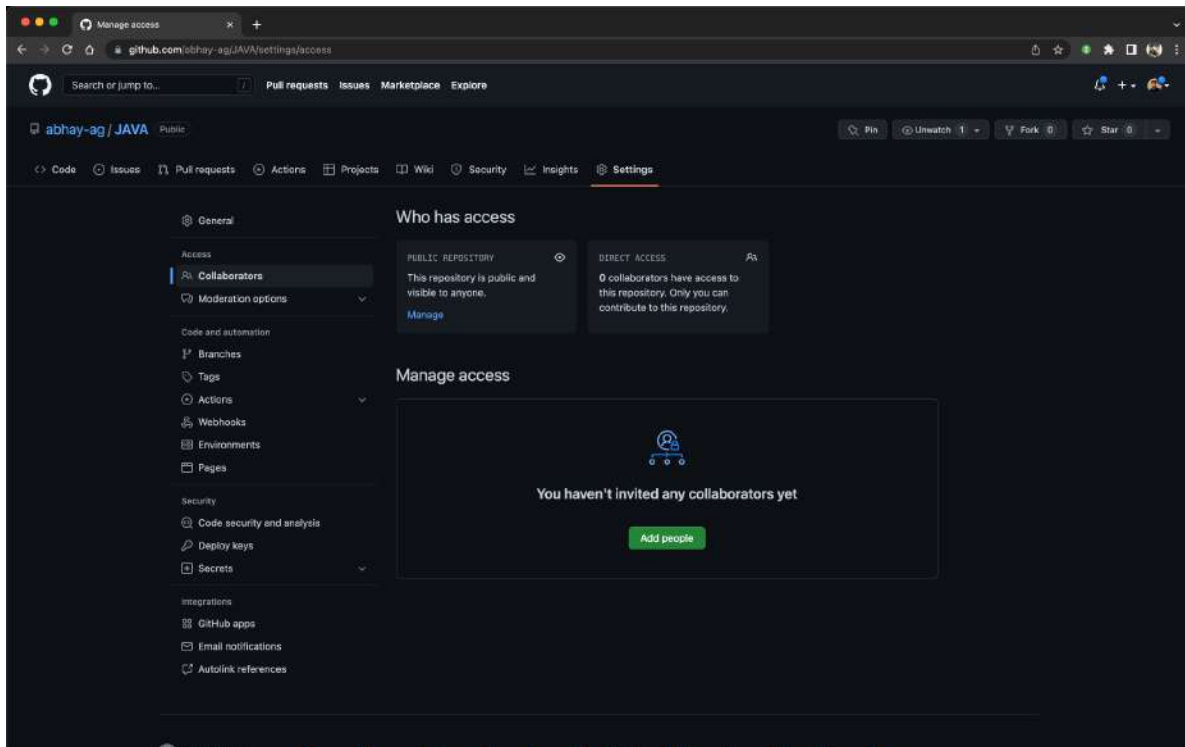 Manage access
github.com/abhay-ag/JAVA/settings/access
Search or jump to... / Pull requests Issues Marketplace Explore
abhay-ag / JAVA Public
Pin Unwatch 1 Fork 0 Star 0
Code Issues Pull requests Actions Projects Wiki Security Insights Settings
General
Access
Collaborators
Moderation options
Code and automation
Branches
Tags
Actions
Webhooks
Environments
Pages
Security
Code security and analysis
Deploy keys
Secrets
Integrations
GitHub apps
Email notifications
Autolink references
Who has access
PUBLIC REPOSITORY
This repository is public and
visible to anyone.
Manage
DIRECT ACCESS
0 collaborators have access to
this repository. Only you can
contribute to this repository.
Manage access
You haven't invited any collaborators yet
Add people